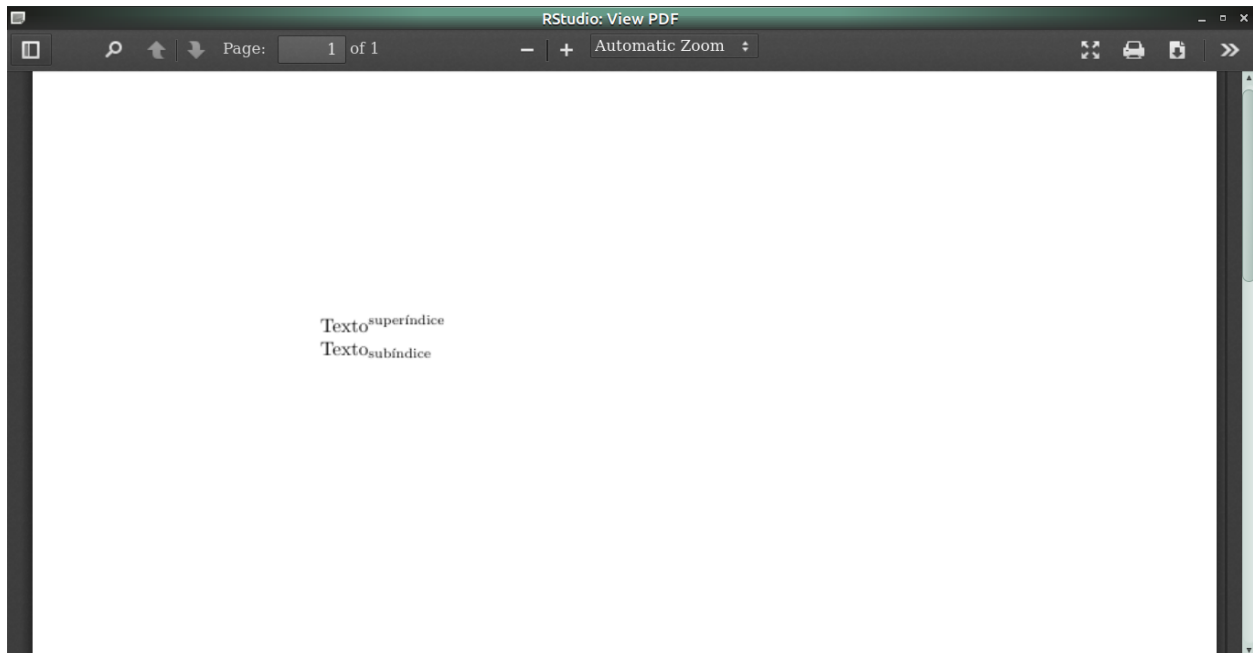 RStudio: View PDF
Page: 1 of 1 Automatic Zoom
Textosuperíndice
Textosubíndice